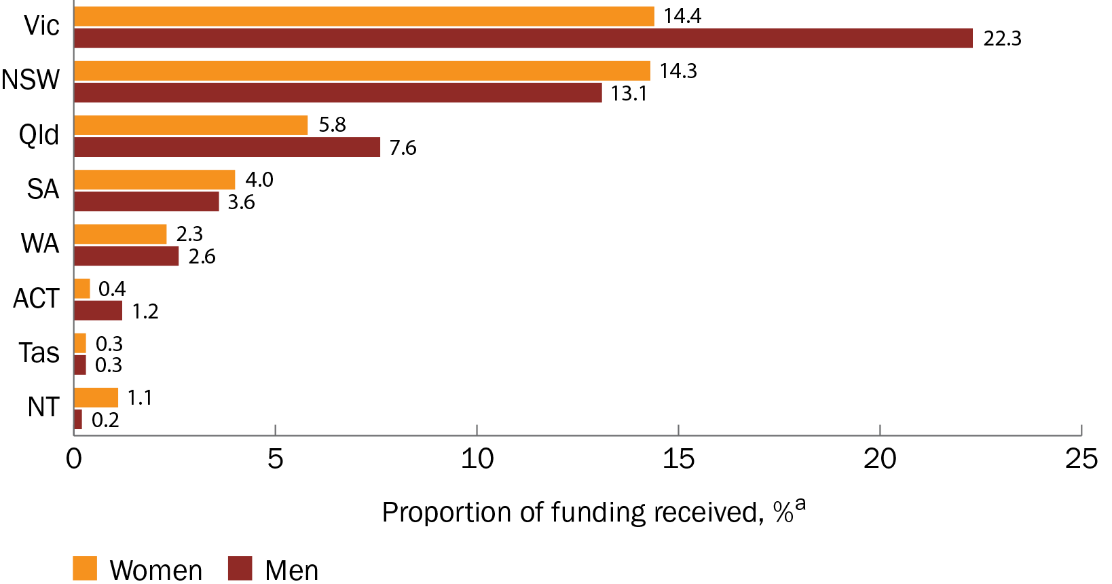 Vic
14.4
22.3
NSW
14.3
13.1
Qld
5.8
7.6
SA
4.0
3.6
WA
2.3
2.6
ACT
0.4
1.2
Tas
0.3
0.3
NT
1.1
0.2
0 5 10 15 20 25
Proportion of funding received, %a
Women Men